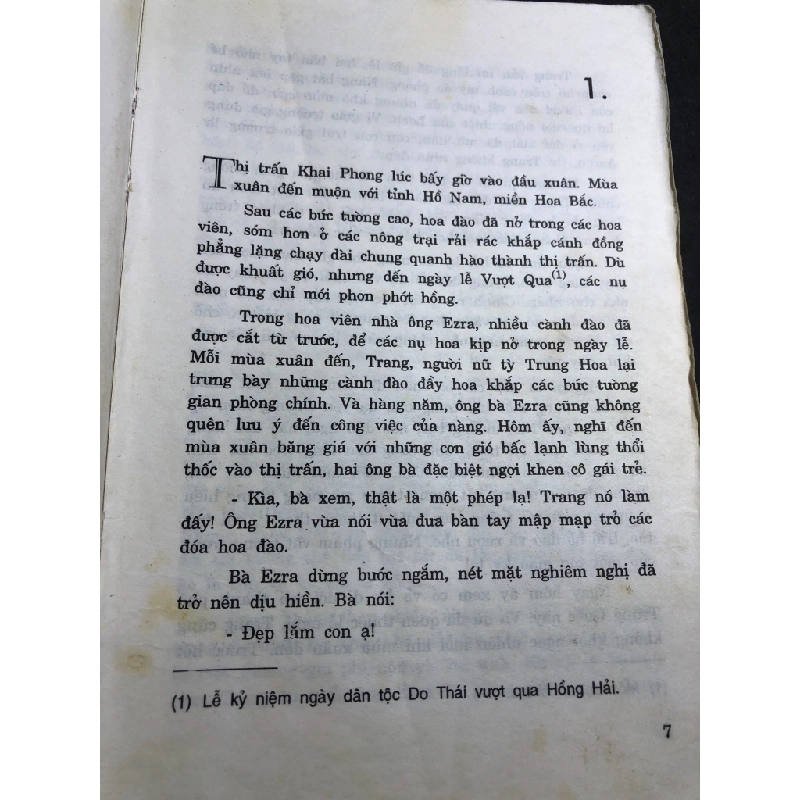 1.
Thị trấn Khai Phong lúc bấy giờ vào đầu xuân. Mùa
xuân đến muộn với tỉnh Hồ Nam, miền Hoa Bắc.
Sau các bức tường cao, hoa đào đã nở trong các hoa
viên, sóm hơn ở các nông trại rải rác khắp cánh đồng
phẳng lặng chạy dài chung quanh hào thành thị trấn. Dù
được khuất gió, nhưng đến ngày lễ Vượt Qua(1), các nụ
đào cũng chỉ mới phon phớt hồng.
Trong hoa viên nhà ông Ezra, nhiều cành đào đã
được cắt từ trước, để các nụ hoa kịp nở trong ngày lễ.
Mỗi mùa xuân đến, Trang, người nữ tỳ Trung Hoa lại
trưng bày những cành đào đầy hoa khắp các bức tường
gian phòng chính. Và hàng năm, ông bà Ezra cũng không
quên lưu ý đến công việc của nàng. Hôm ấy, nghĩ đến
mùa xuân băng giá với những cơn gió bấc lạnh lùng thổi
thốc vào thị trấn, hai ông bà đặc biệt ngợi khen cô gái trẻ.
- Kìa, bà xem, thật là một phép lạ! Trang nó làm
đấy! Ông Ezra vừa nói vừa đưa bàn tay mập mạp trỏ các
đóa hoa đào.
Bà Ezra dừng bước ngắm, nét mặt nghiêm nghị đã
trở nên dịu hiền. Bà nói:
- Đẹp lắm con ạ!
(1) Lễ kỷ niệm ngày dân tộc Do Thái vượt qua Hồng Hải.
7